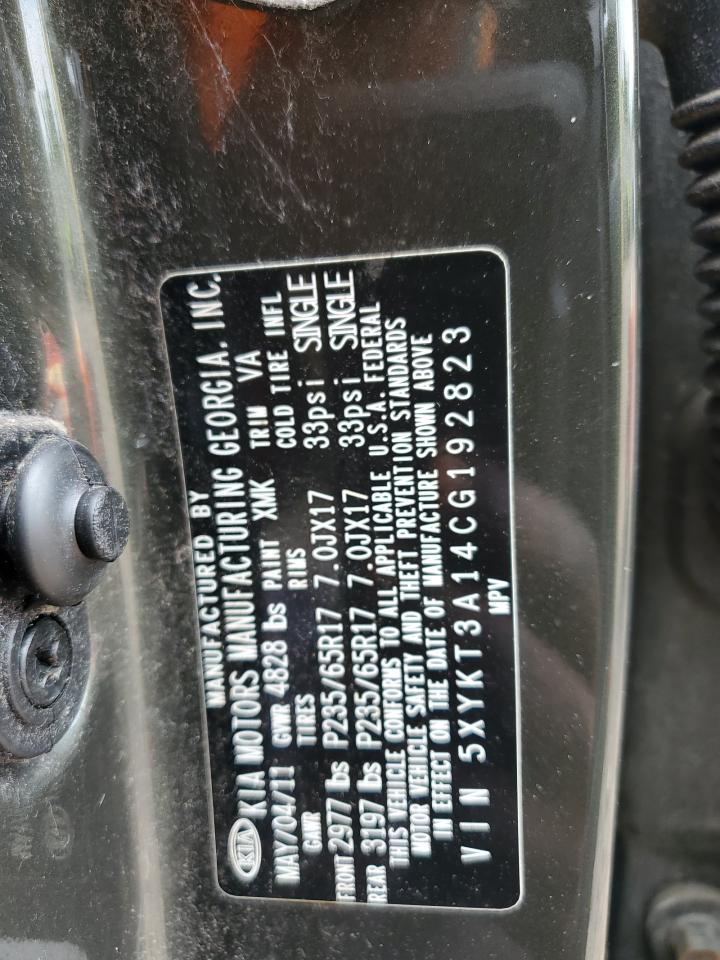 MANUFACTURED BY
KIA KIA MOTORS MANUFACTURING GEORGIA. INC.
MAY/04/11 GVWR 4828 lbs PAINT XMK TRIM VA
GAWR TIRES RIMS COLD TIRE INFL
FRONT 2977 lbs P235/65R17 7.0JX17 33psi SINGLE
REAR 3197 lbs P235/65R17 7.0JX17 33psi SINGLE
THIS VEHICLE CONFORMS TO ALL APPLICABLE U.S.A. FEDERAL
MOTOR VEHICLE SAFETY AND THEFT PREVENTION STANDARDS
IN EFFECT ON THE DATE OF MANUFACTURE SHOWN ABOVE
VIN 5XYKT3A14CG192823
MPV